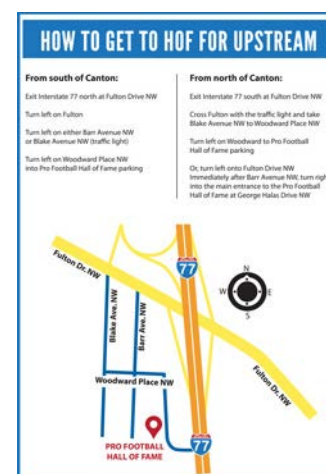 HOW TO GET TO HOF FOR UPSTREAM
From south of Canton:
Exit Interstate 77 north at Fulton Drive NW
Turn left on Fulton
Turn left on either Barr Avenue NW
or Blake Avenue NW (traffic light)
Turn left on Woodward Place NW
into Pro Football Hall of Fame parking
From north of Canton:
Exit Interstate 77 south at Fulton Drive NW
Cross Fulton with the traffic light and take
Blake Avenue NW to Woodward Place NW
Turn left on Woodward to Pro Football
Hall of Fame parking
Or, turn left onto Fulton Drive NW
Immediately after Barr Avenue NW, turn righ
into the main entrance to the Pro Football
Hall of Fame at George Halas Drive NW
Fulton Dr. NW
77
N
W
E
S
Blake Ave. NW
Barr Ave. NW
Woodward Place NW
Fulton Dr. NW
PRO FOOTBALL
HALL OF FAME
77